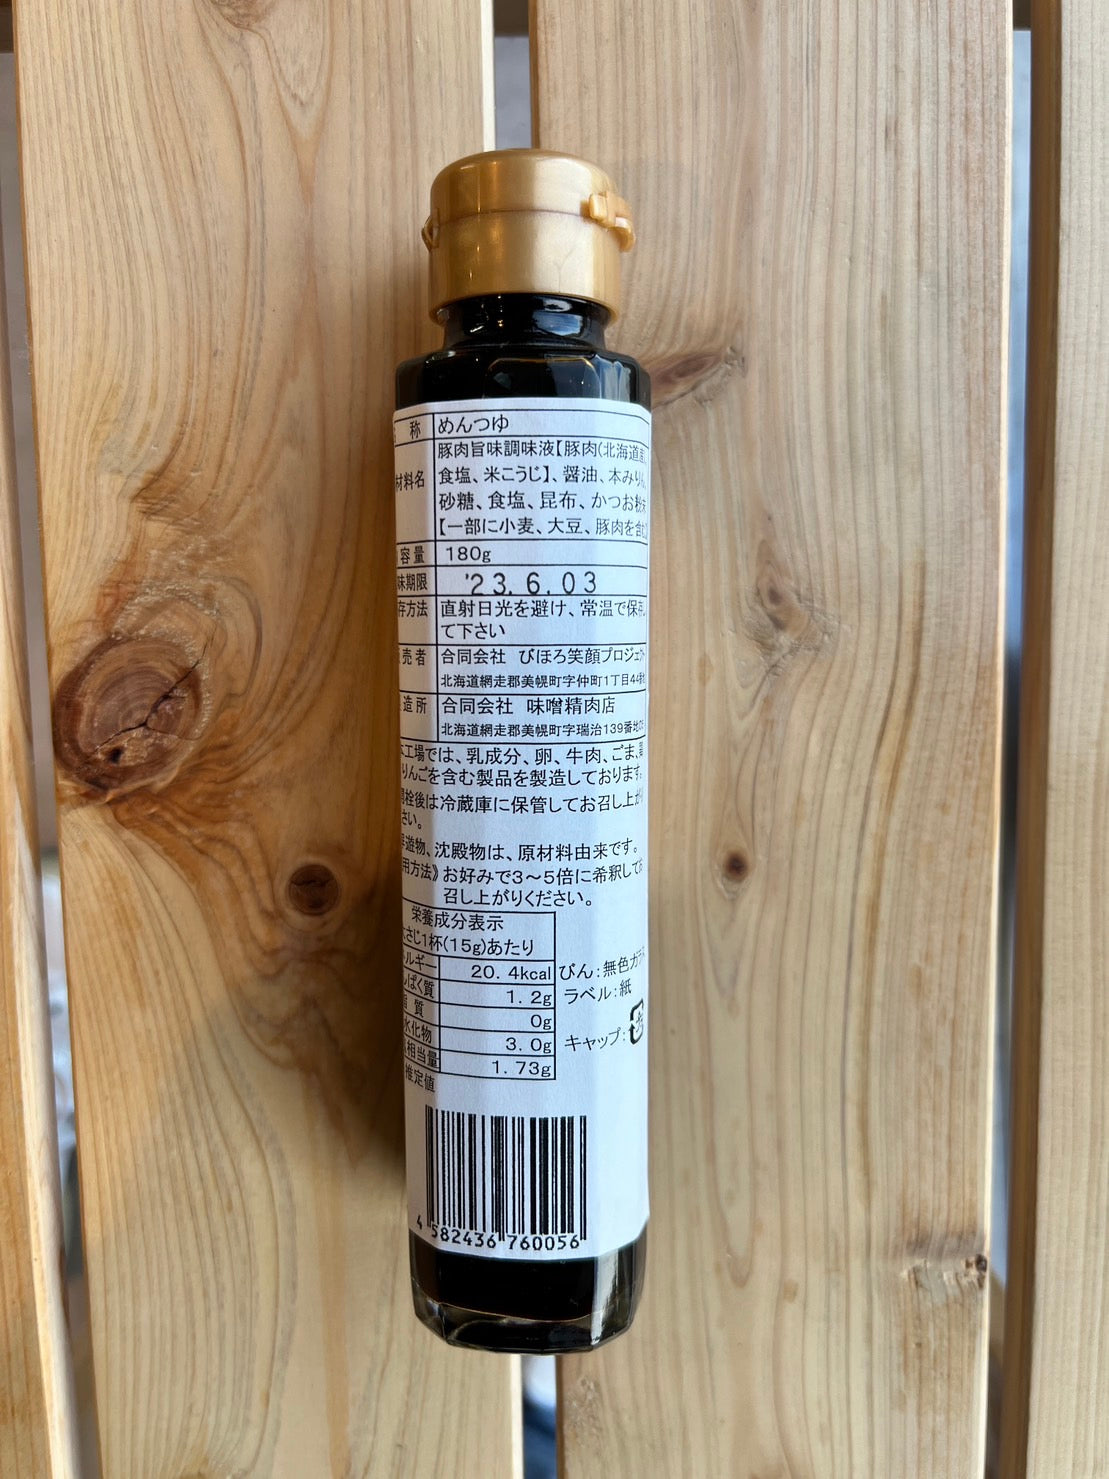 称 めんつゆ
材料名 豚肉旨味調味液【豚肉(北海道産
食塩、米こうじ】、醤油、本みりん
砂糖、食塩、昆布、かつお粉末
【一部に小麦、大豆、豚肉を含む
容量 180g
味期限 '23.6.03
存方法 直射日光を避け、常温で保存
て下さい
売者 合同会社 びほろ笑顔プロジェクト
北海道網走郡美幌町字仲町1丁目44番
造所 合同会社 味噌精肉店
北海道網走郡美幌町字瑞治139番地
工場では、乳成分、卵、牛肉、ごま、
りんごを含む製品を製造しております。
栓後は冷蔵庫に保管してお召し上が
さい。
遊物、沈殿物は、原材料由来です。
用方法》お好みで3～5倍に希釈してお
召し上がりください。
栄養成分表示
さじ1杯(15g)あたり
ルギー 20.4kcal
ぱく質 1.2g
脂質 0g
水化物 3.0g
相当量 1.73g
推定値
びん:無色ガラ
ラベル:紙
キャップ:
4 582436 760056